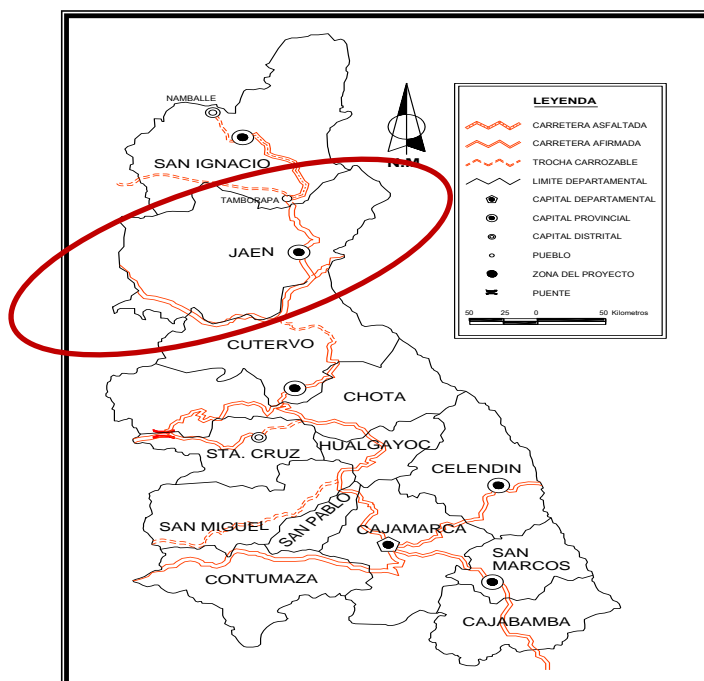 NAMBALLE
SAN IGNACIO
TAMBORAPA
JAEN
CUTERVO
CHOTA
HUALGAYOC
STA. CRUZ
CELENDIN
SAN MIGUEL
SAN PABLO
CAJAMARCA
SAN
MARCOS
CONTUMAZA
CAJABAMBA
N.M
LEYENDA
CARRETERA ASFALTADA
CARRETERA AFIRMADA
TROCHA CARROZABLE
LIMITE DEPARTAMENTAL
CAPITAL DEPARTAMENTAL
CAPITAL PROVINCIAL
CAPITAL DISTRITAL
PUEBLO
ZONA DEL PROYECTO
PUENTE
50 25 0 50 Kilometros